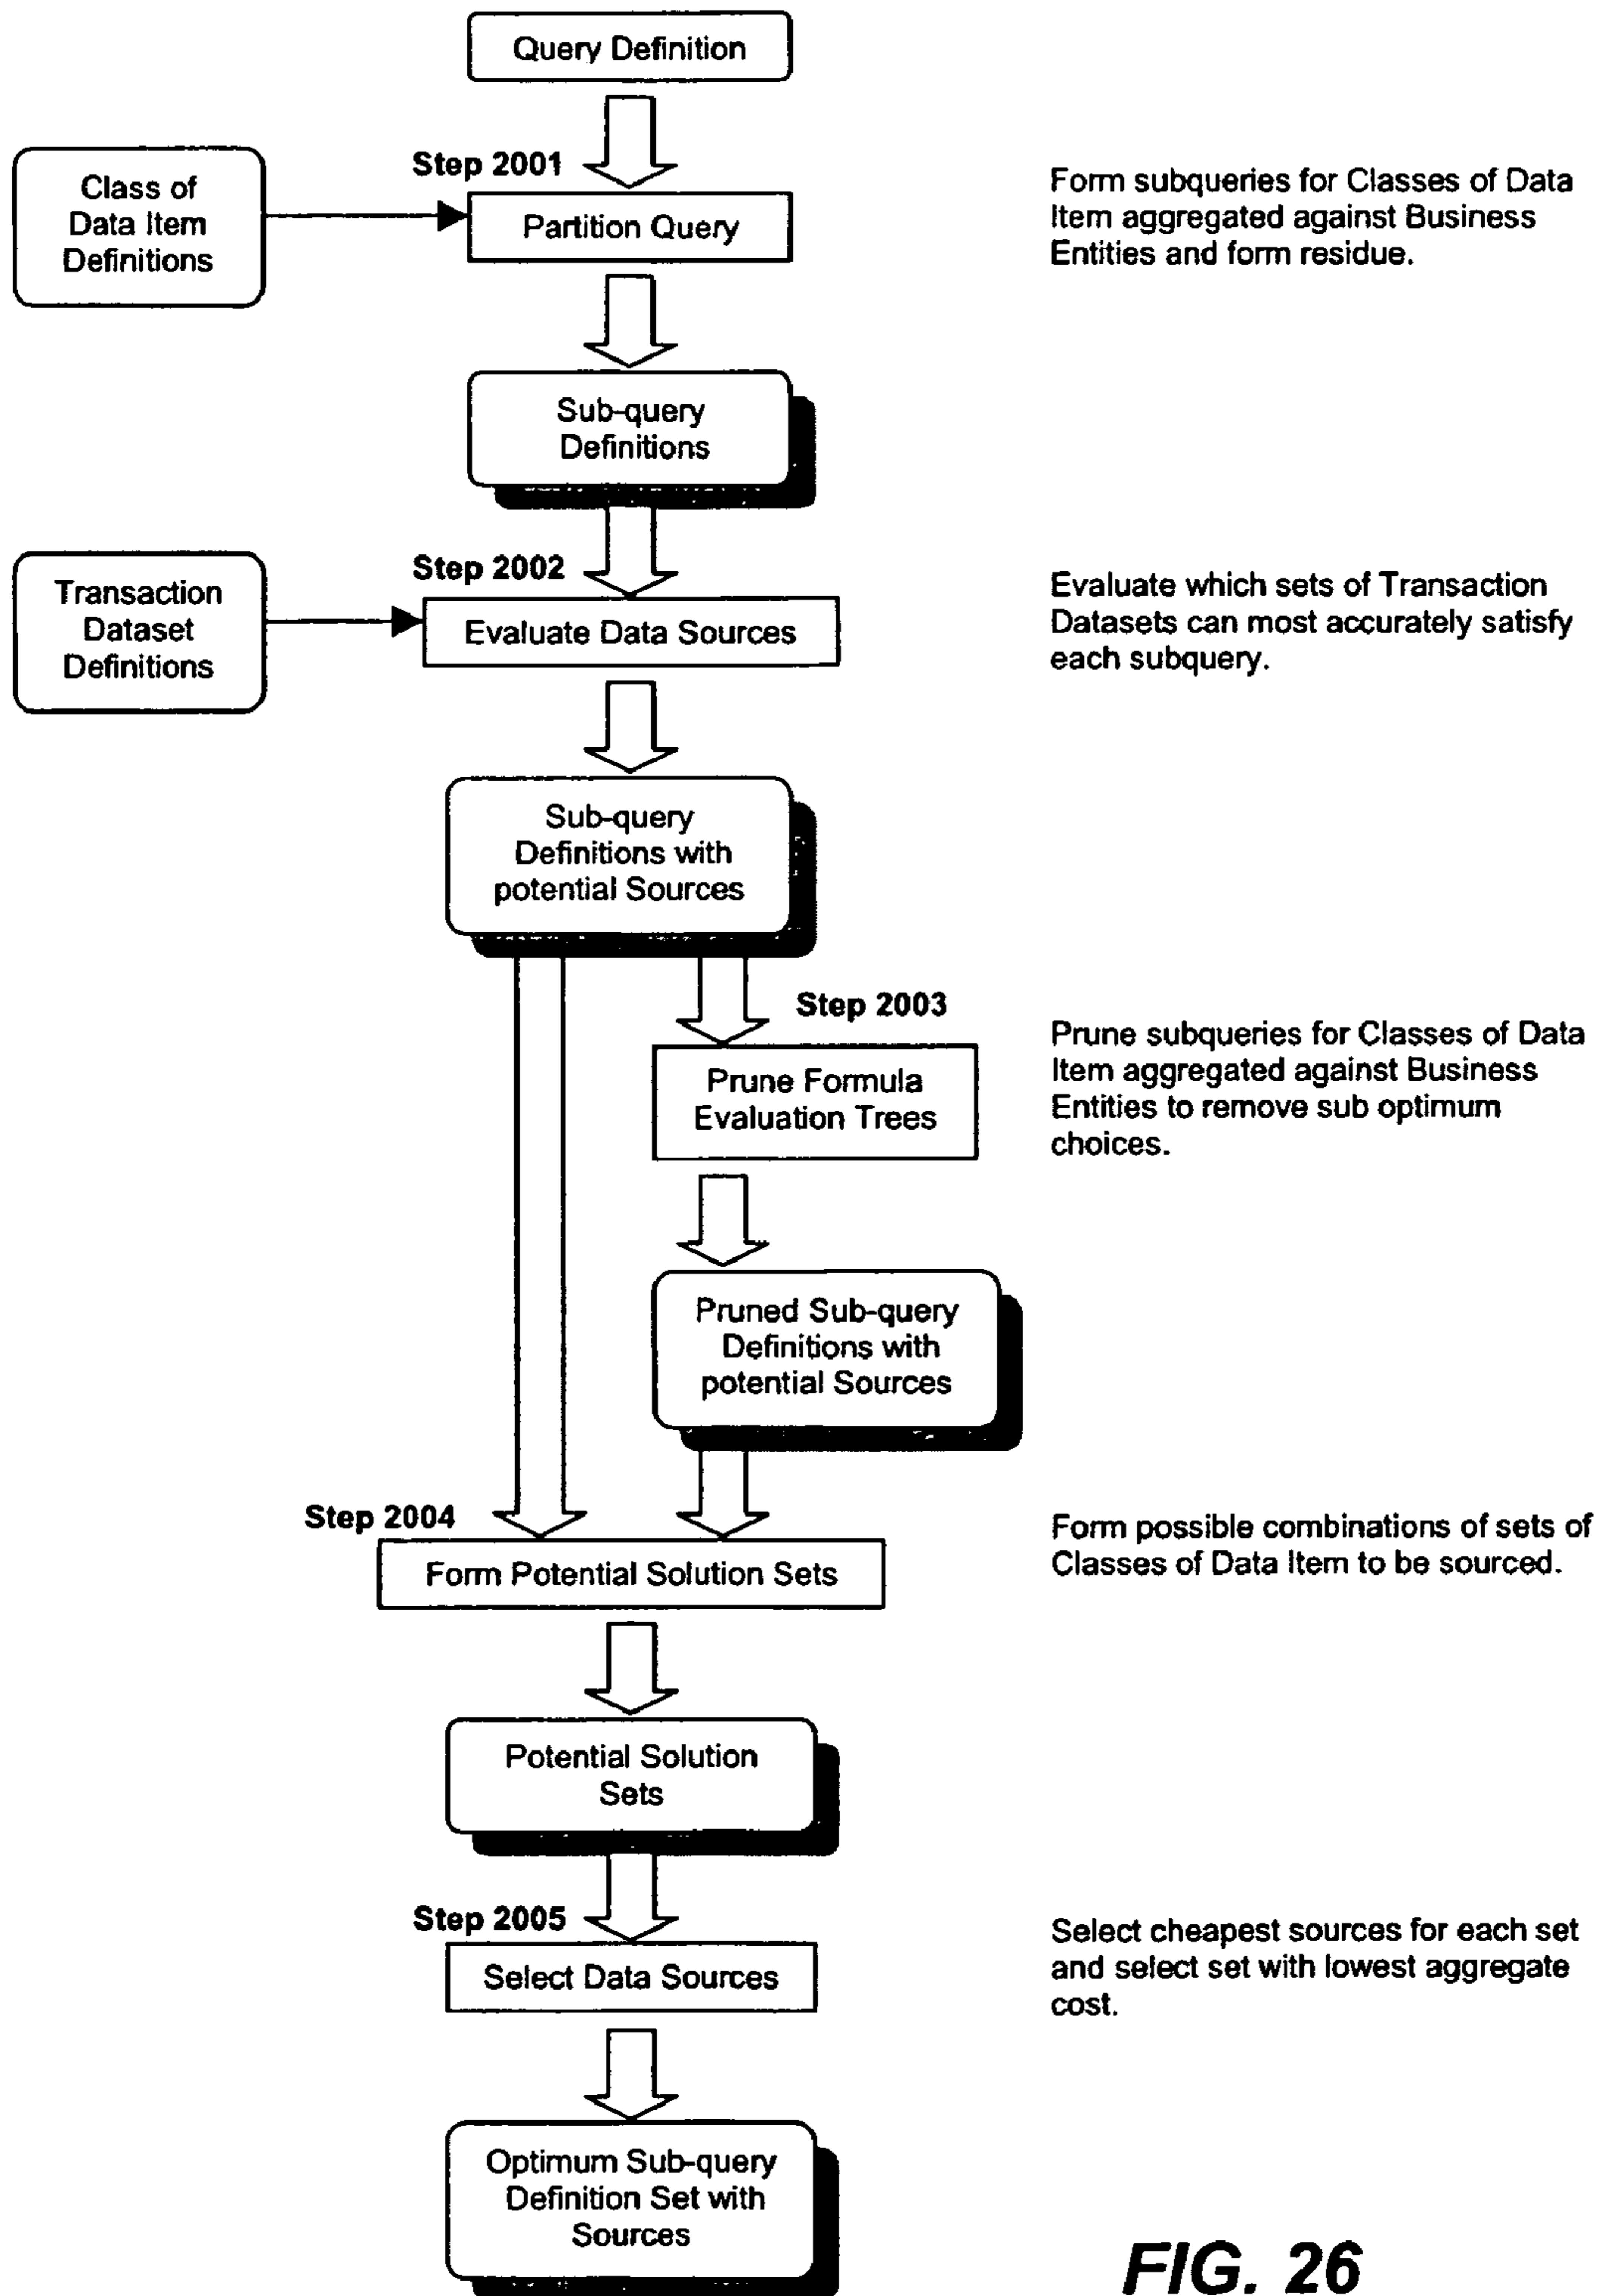 Query Definition
Class of
Data Item
Definitions
Step 2001
Partition Query
Form subqueries for Classes of Data
Item aggregated against Business
Entities and form residue.
Sub-query
Definitions
Transaction
Dataset
Definitions
Step 2002
Evaluate Data Sources
Evaluate which sets of Transaction
Datasets can most accurately satisfy
each subquery.
Sub-query
Definitions with
potential Sources
Step 2003
Prune Formula
Evaluation Trees
Prune subqueries for Classes of Data
Item aggregated against Business
Entities to remove sub optimum
choices.
Pruned Sub-query
Definitions with
potential Sources
Step 2004
Form Potential Solution Sets
Form possible combinations of sets of
Classes of Data Item to be sourced.
Potential Solution
Sets
Step 2005
Select Data Sources
Select cheapest sources for each set
and select set with lowest aggregate
cost.
Optimum Sub-query
Definition Set with
Sources
FIG. 26